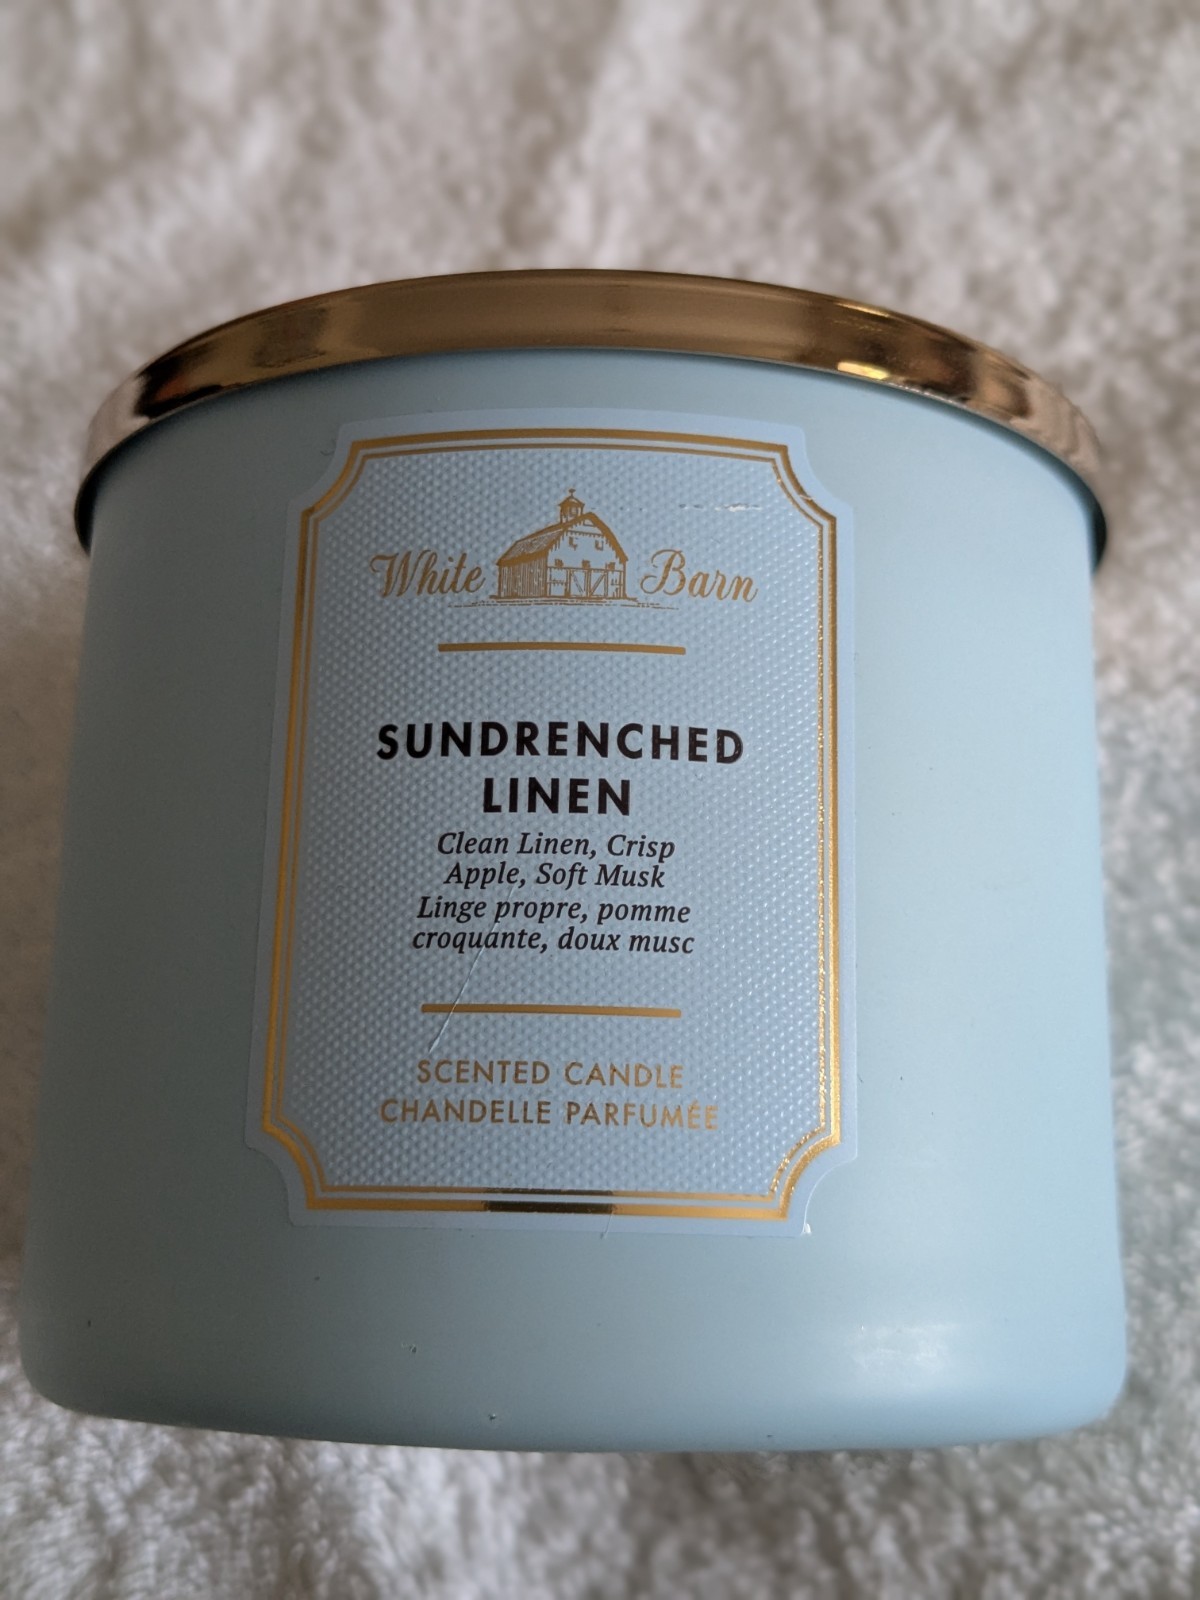 White Barn
SUNDRENCHED
LINEN
Clean Linen, Crisp
Apple, Soft Musk
Linge propre, pomme
croquante, doux musc
SCENTED CANDLE
CHANDELLE PARFUMÉE